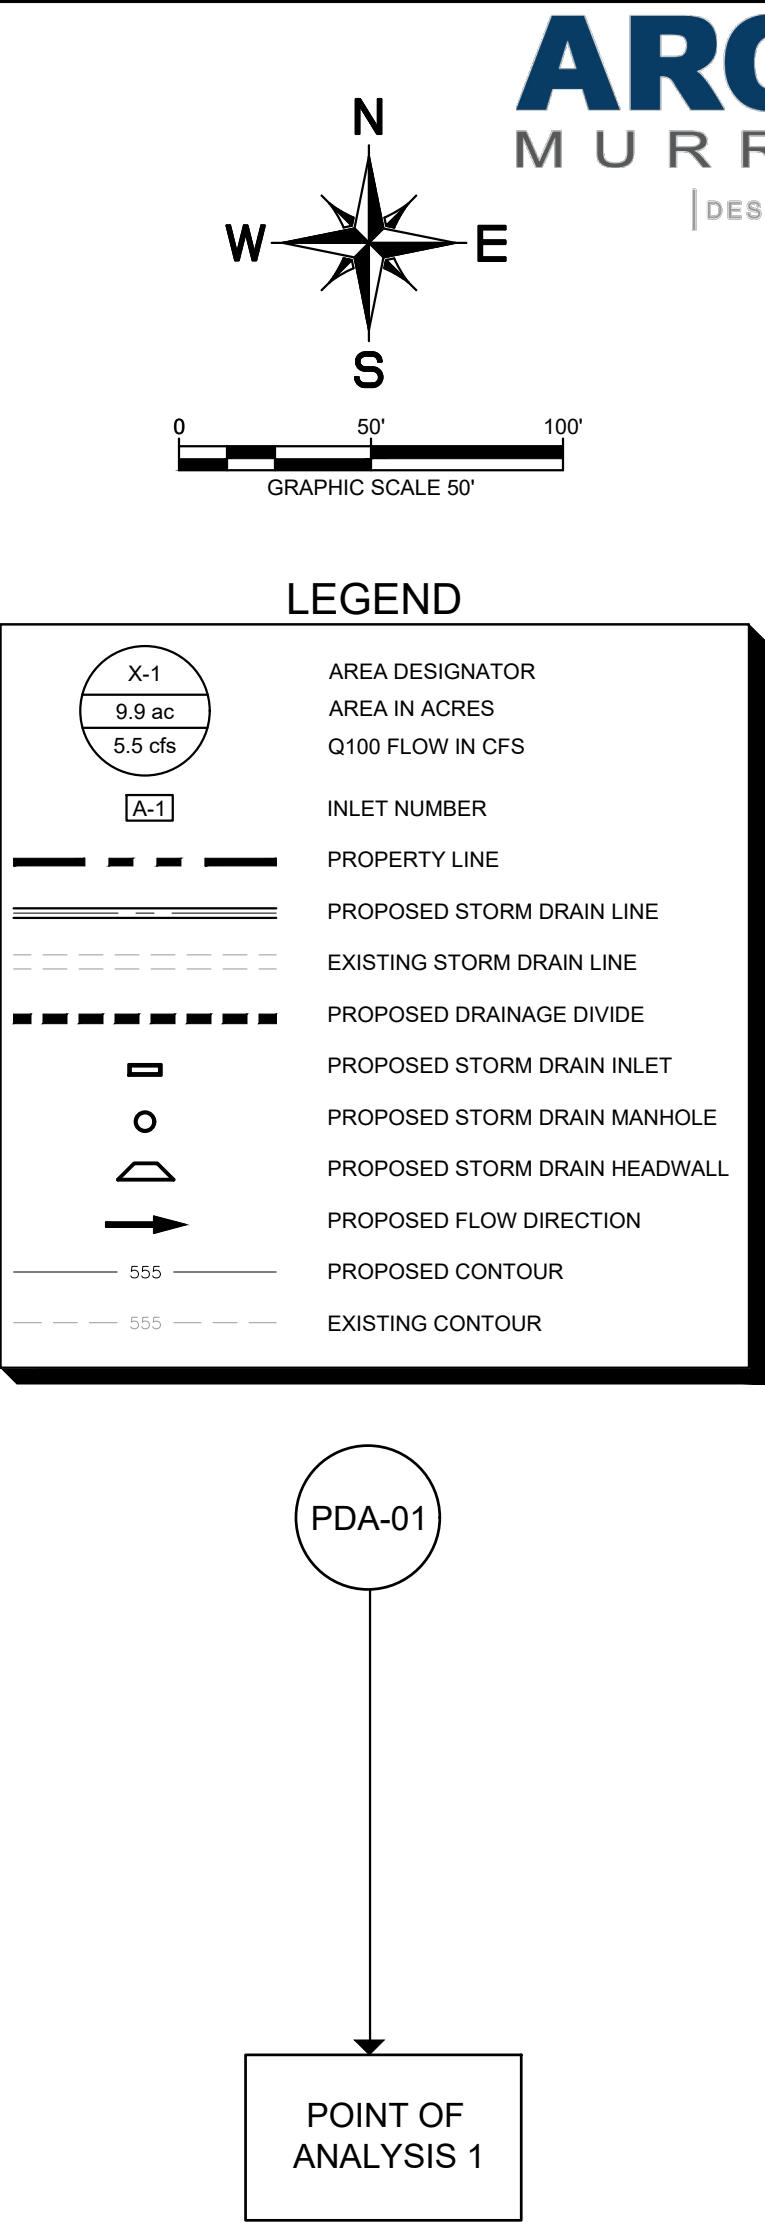 N
W E
S
0 50' 100'
GRAPHIC SCALE 50'
LEGEND
X-1 AREA DESIGNATOR
9.9 ac AREA IN ACRES
5.5 cfs Q100 FLOW IN CFS
A-1 INLET NUMBER
PROPERTY LINE
PROPOSED STORM DRAIN LINE
EXISTING STORM DRAIN LINE
PROPOSED DRAINAGE DIVIDE
PROPOSED STORM DRAIN INLET
PROPOSED STORM DRAIN MANHOLE
PROPOSED STORM DRAIN HEADWALL
PROPOSED FLOW DIRECTION
555 PROPOSED CONTOUR
555 EXISTING CONTOUR
PDA-01
POINT OF
ANALYSIS 1